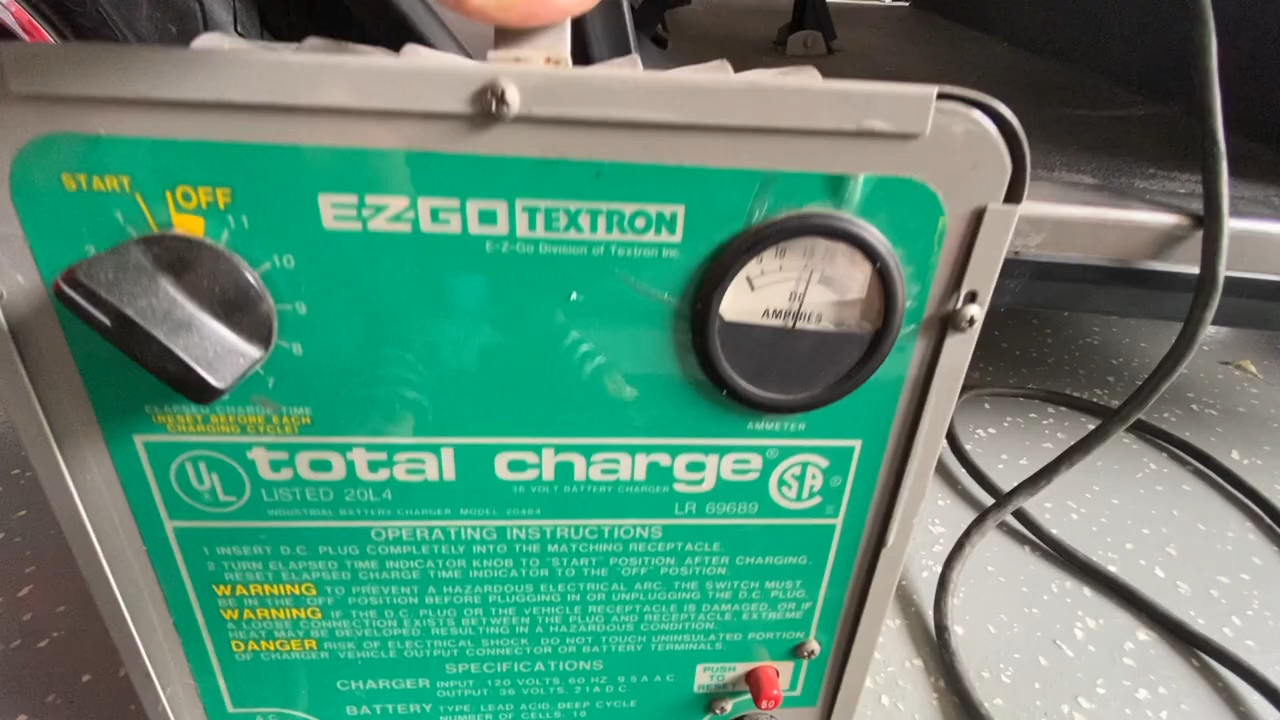 START
OFF
11
10
9
8
7
E-Z-GO TEXTRON
E-Z-Go Division of Textron Inc.
0 10
DC
AMPERES
AMMETER
ELAPSED CHARGE TIME
(RESET BEFORE EACH
CHARGING CYCLE)
UL
LISTED 20L4
total charge®
36 VOLT BATTERY CHARGER
INDUSTRIAL BATTERY CHARGER MODEL 20484
LR 69689
SA ®
OPERATING INSTRUCTIONS
1. INSERT D.C. PLUG COMPLETELY INTO THE MATCHING RECEPTACLE.
2. TURN ELAPSED TIME INDICATOR KNOB TO "START" POSITION. AFTER CHARGING,
RESET ELAPSED CHARGE TIME INDICATOR TO THE "OFF" POSITION.
WARNING TO PREVENT A HAZARDOUS ELECTRICAL ARC, THE SWITCH MUST
BE IN THE "OFF" POSITION BEFORE PLUGGING IN OR UNPLUGGING THE D.C. PLUG.
WARNING IF THE D.C. PLUG OR THE VEHICLE RECEPTACLE IS DAMAGED, OR IF
A LOOSE CONNECTION EXISTS BETWEEN THE PLUG AND RECEPTACLE, EXTREME
HEAT MAY BE DEVELOPED, RESULTING IN A HAZARDOUS CONDITION.
DANGER RISK OF ELECTRICAL SHOCK. DO NOT TOUCH UNINSULATED PORTION
OF CHARGER VEHICLE OUTPUT CONNECTOR OR BATTERY TERMINALS.
SPECIFICATIONS
CHARGER INPUT: 120 VOLTS, 60 HZ, 9.5A A.C.
OUTPUT: 36 VOLTS, 21A D.C.
BATTERY TYPE: LEAD ACID, DEEP CYCLE
NUMBER OF CELLS: 18
PUSH
TO
RESET
50
A.C.